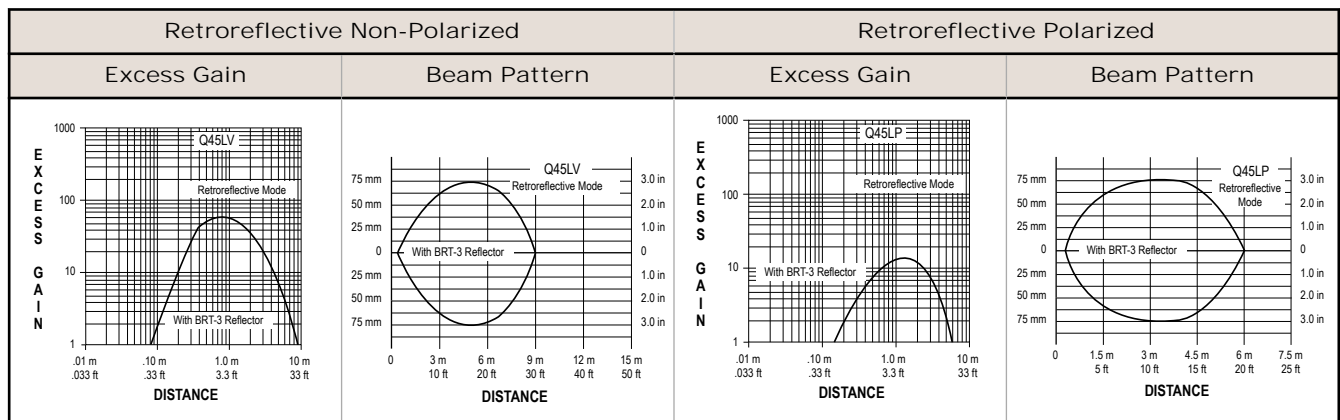 Retroreflective Non-Polarized
Retroreflective Polarized
Excess Gain
Beam Pattern
Excess Gain
Beam Pattern
EXCESS GAIN
1000
100
10
1
Q45LV
Retroreflective Mode
With BRT-3 Reflector
.01 m .10 m 1.0 m 10 m
.033 ft .33 ft 3.3 ft 33 ft
DISTANCE
75 mm
50 mm
25 mm
0
25 mm
50 mm
75 mm
Q45LV
Retroreflective Mode
With BRT-3 Reflector
3.0 in
2.0 in
1.0 in
0
1.0 in
2.0 in
3.0 in
0 3 m 6 m 9 m 12 m 15 m
10 ft 20 ft 30 ft 40 ft 50 ft
DISTANCE
EXCESS GAIN
1000
100
10
1
Q45LP
Retroreflective Mode
With BRT-3 Reflector
.01 m .10 m 1.0 m 10 m
.033 ft .33 ft 3.3 ft 33 ft
DISTANCE
75 mm
50 mm
25 mm
0
25 mm
50 mm
75 mm
Q45LP
Retroreflective
Mode
With BRT-3 Reflector
3.0 in
2.0 in
1.0 in
0
1.0 in
2.0 in
3.0 in
0 1.5 m 3 m 4.5 m 6 m 7.5 m
5 ft 10 ft 15 ft 20 ft 25 ft
DISTANCE